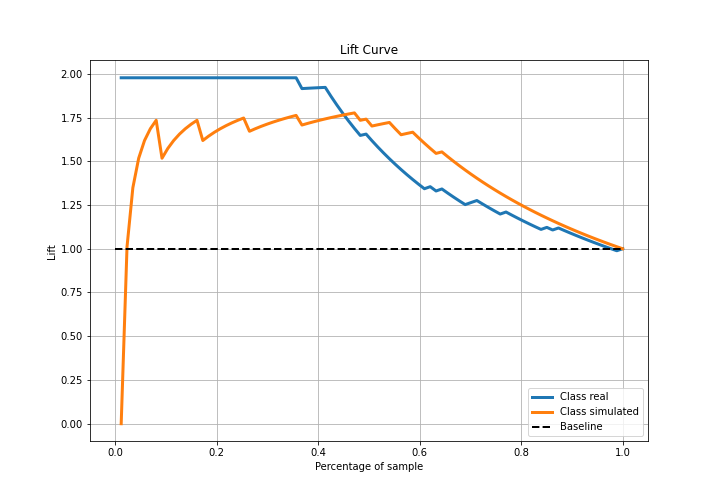 Lift Curve
2.00
1.75
1.50
1.25
1.00
0.75
0.50
0.25
0.00
Lift
0.0 0.2 0.4 0.6 0.8 1.0
Percentage of sample
Class real
Class simulated
Baseline